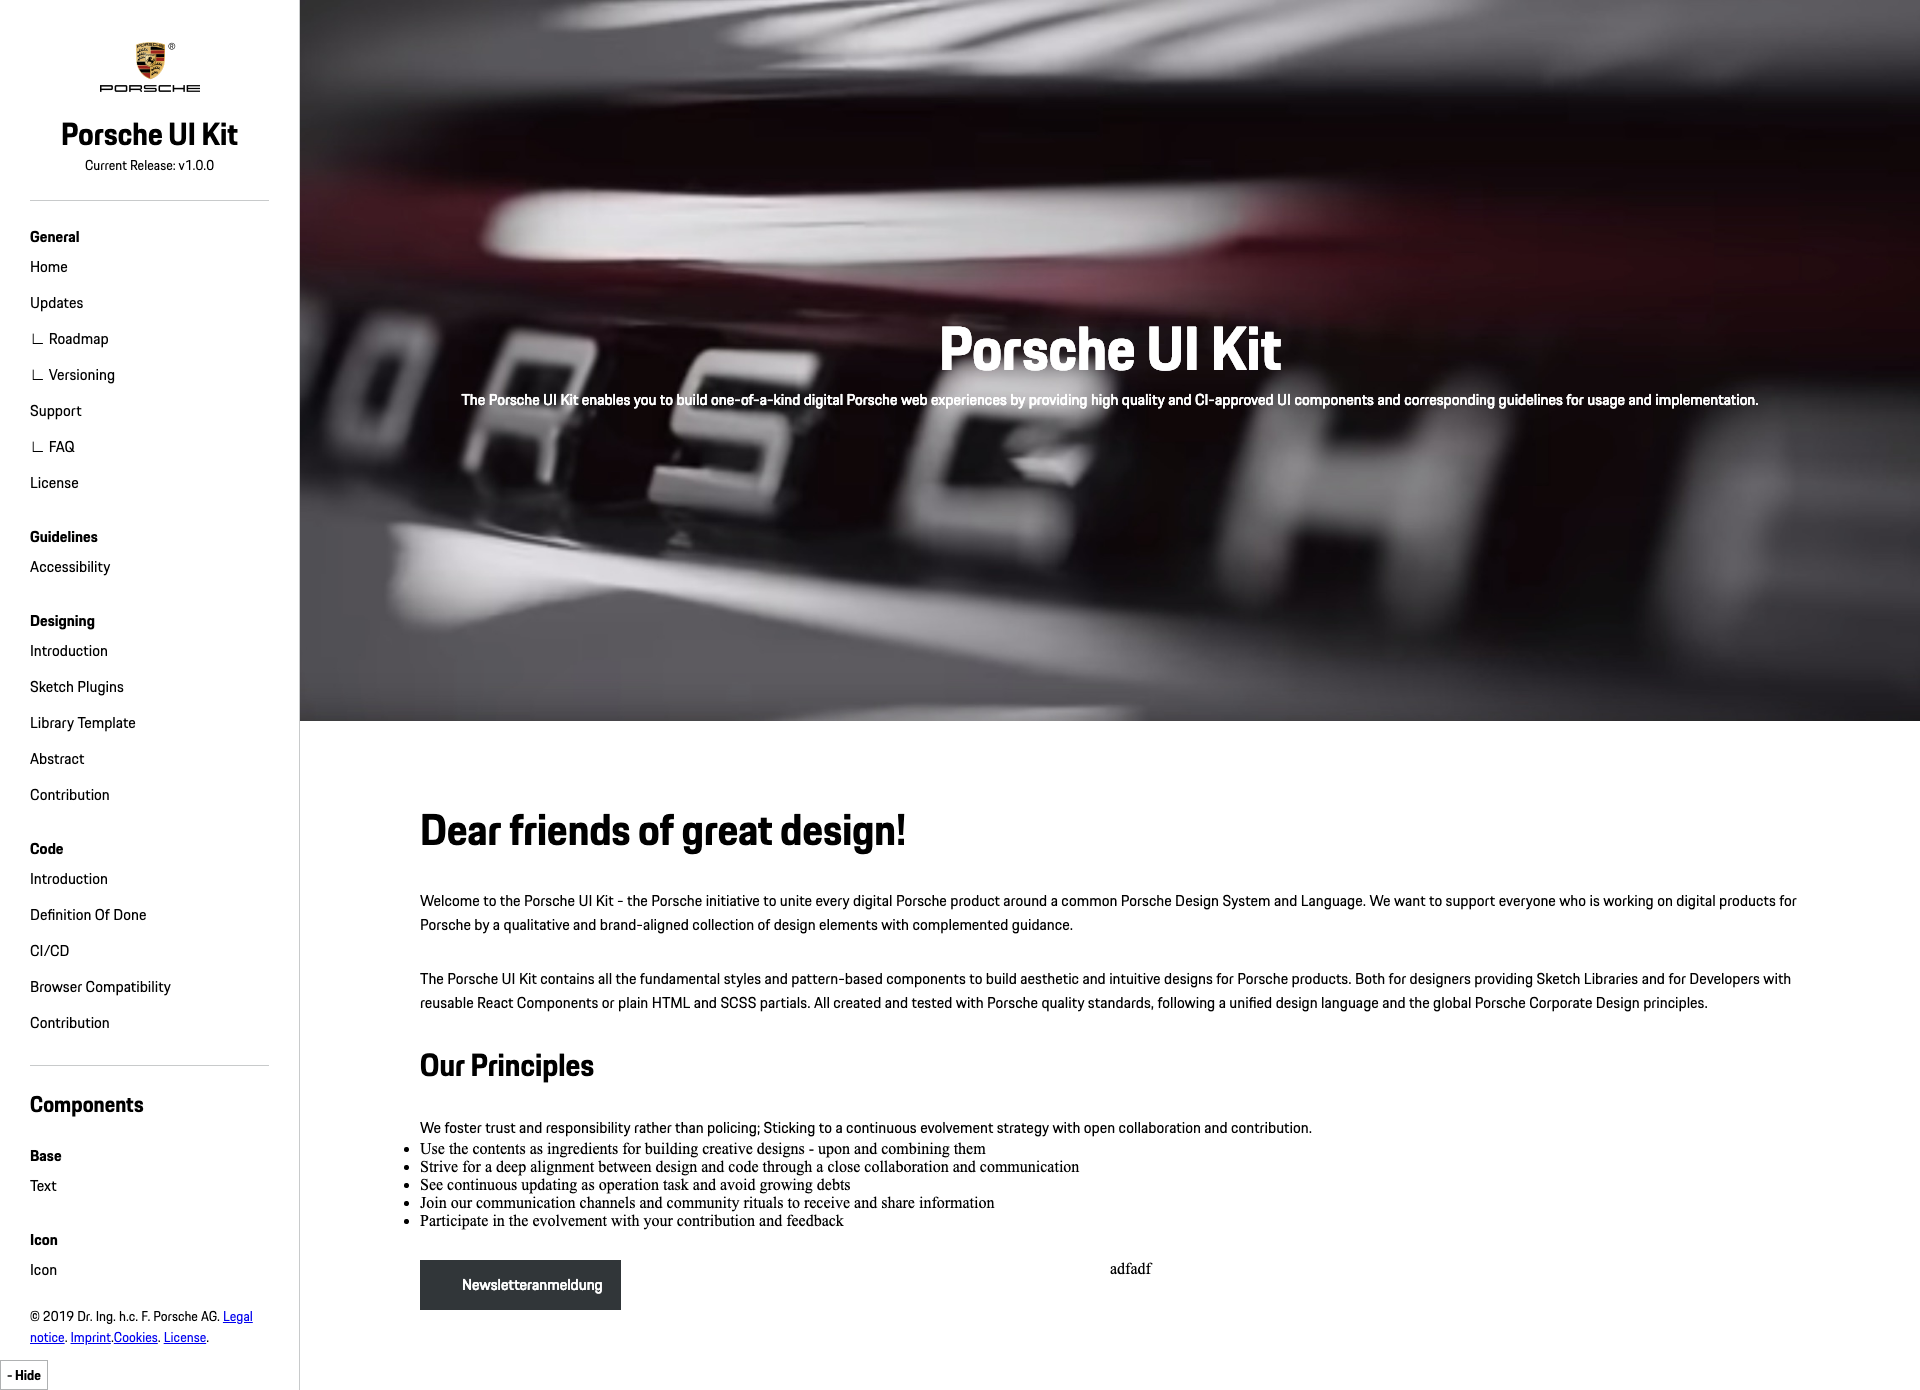 ®
PORSCHE
Porsche UI Kit
Current Release: v1.0.0
General
Home
Updates
∟ Roadmap
∟ Versioning
Support
∟ FAQ
License
Guidelines
Accessibility
Designing
Introduction
Sketch Plugins
Library Template
Abstract
Contribution
Code
Introduction
Definition Of Done
CI/CD
Browser Compatibility
Contribution
Components
Base
Text
Icon
Icon
© 2019 Dr. Ing. h.c. F. Porsche AG. Legal
notice. Imprint.Cookies. License.
- Hide
Porsche UI Kit
The Porsche UI Kit enables you to build one-of-a-kind digital Porsche web experiences by providing high quality and CI-approved UI components and corresponding guidelines for usage and implementation.
ORSCHE
Dear friends of great design!
Welcome to the Porsche UI Kit - the Porsche initiative to unite every digital Porsche product around a common Porsche Design System and Language. We want to support everyone who is working on digital products for
Porsche by a qualitative and brand-aligned collection of design elements with complemented guidance.
The Porsche UI Kit contains all the fundamental styles and pattern-based components to build aesthetic and intuitive designs for Porsche products. Both for designers providing Sketch Libraries and for Developers with
reusable React Components or plain HTML and SCSS partials. All created and tested with Porsche quality standards, following a unified design language and the global Porsche Corporate Design principles.
Our Principles
We foster trust and responsibility rather than policing; Sticking to a continuous evolvement strategy with open collaboration and contribution.
• Use the contents as ingredients for building creative designs - upon and combining them
• Strive for a deep alignment between design and code through a close collaboration and communication
• See continuous updating as operation task and avoid growing debts
• Join our communication channels and community rituals to receive and share information
• Participate in the evolvement with your contribution and feedback
Newsletteranmeldung
adfadf